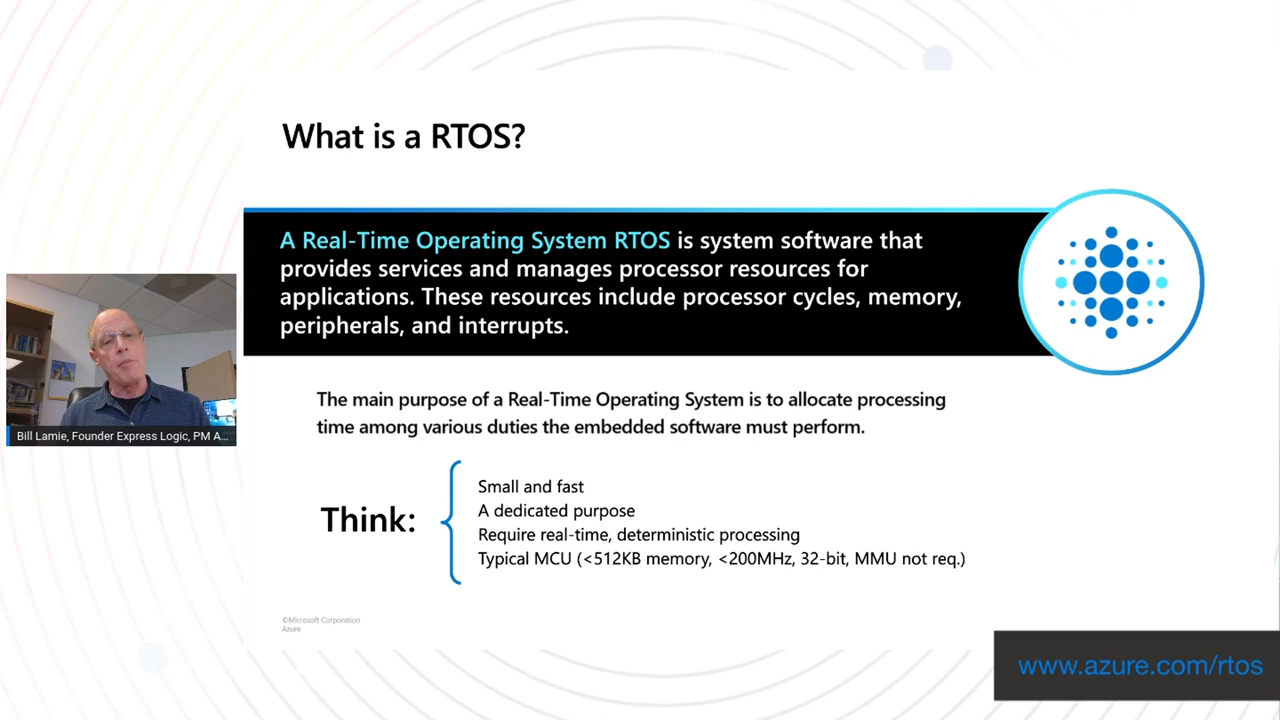 What is a RTOS?
A Real-Time Operating System RTOS is system software that
provides services and manages processor resources for
applications. These resources include processor cycles, memory,
peripherals, and interrupts.
The main purpose of a Real-Time Operating System is to allocate processing
time among various duties the embedded software must perform.
Think:
Small and fast
A dedicated purpose
Require real-time, deterministic processing
Typical MCU (<512KB memory, <200MHz, 32-bit, MMU not req.)
Bill Lamie, Founder Express Logic, PM A...
©Microsoft Corporation
Azure
www.azure.com/rtos